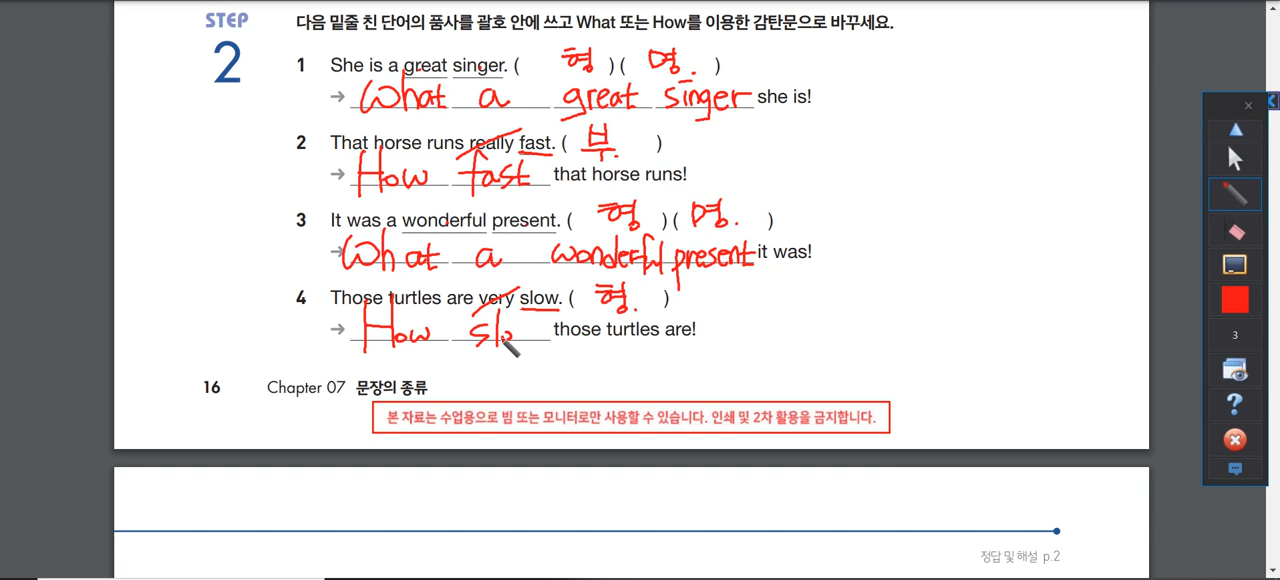 STEP 2
다음 밑줄 친 단어의 품사를 괄호 안에 쓰고 What 또는 How를 이용한 감탄문으로 바꾸세요.
1 She is a great singer. ( 형 )( 명. )
→ What a great singer she is!
2 That horse runs really fast. ( 부. )
→ How fast that horse runs!
3 It was a wonderful present. ( 형 )( 명. )
→ What a wonderful present it was!
4 Those turtles are very slow. ( 형. )
→ How slo those turtles are!
16 Chapter 07 문장의 종류
본 자료는 수업용으로 빔 또는 모니터로만 사용할 수 있습니다. 인쇄 및 2차 활용을 금지합니다.
정답 및 해설 p.2
3